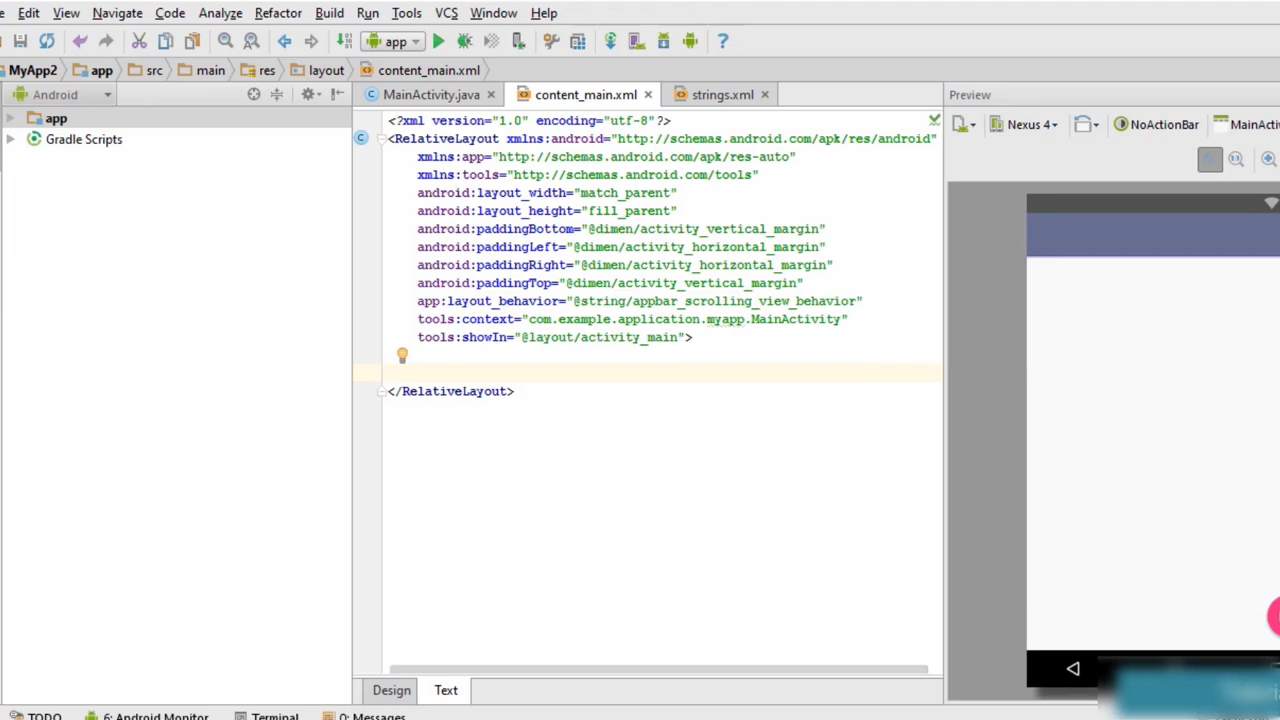 Edit View Navigate Code Analyze Refactor Build Run Tools VCS Window Help
app
MyApp2 app src main res layout content_main.xml
Android MainActivity.java content_main.xml strings.xml Preview
app
Gradle Scripts
Nexus 4 NoActionBar MainActi
<?xml version="1.0" encoding="utf-8"?>
<RelativeLayout xmlns:android="http://schemas.android.com/apk/res/android"
xmlns:app="http://schemas.android.com/apk/res-auto"
xmlns:tools="http://schemas.android.com/tools"
android:layout_width="match_parent"
android:layout_height="fill_parent"
android:paddingBottom="@dimen/activity_vertical_margin"
android:paddingLeft="@dimen/activity_horizontal_margin"
android:paddingRight="@dimen/activity_horizontal_margin"
android:paddingTop="@dimen/activity_vertical_margin"
app:layout_behavior="@string/appbar_scrolling_view_behavior"
tools:context="com.example.application.myapp.MainActivity"
tools:showIn="@layout/activity_main">
</RelativeLayout>
Design Text
TODO 6: Android Monitor Terminal 0: Messages